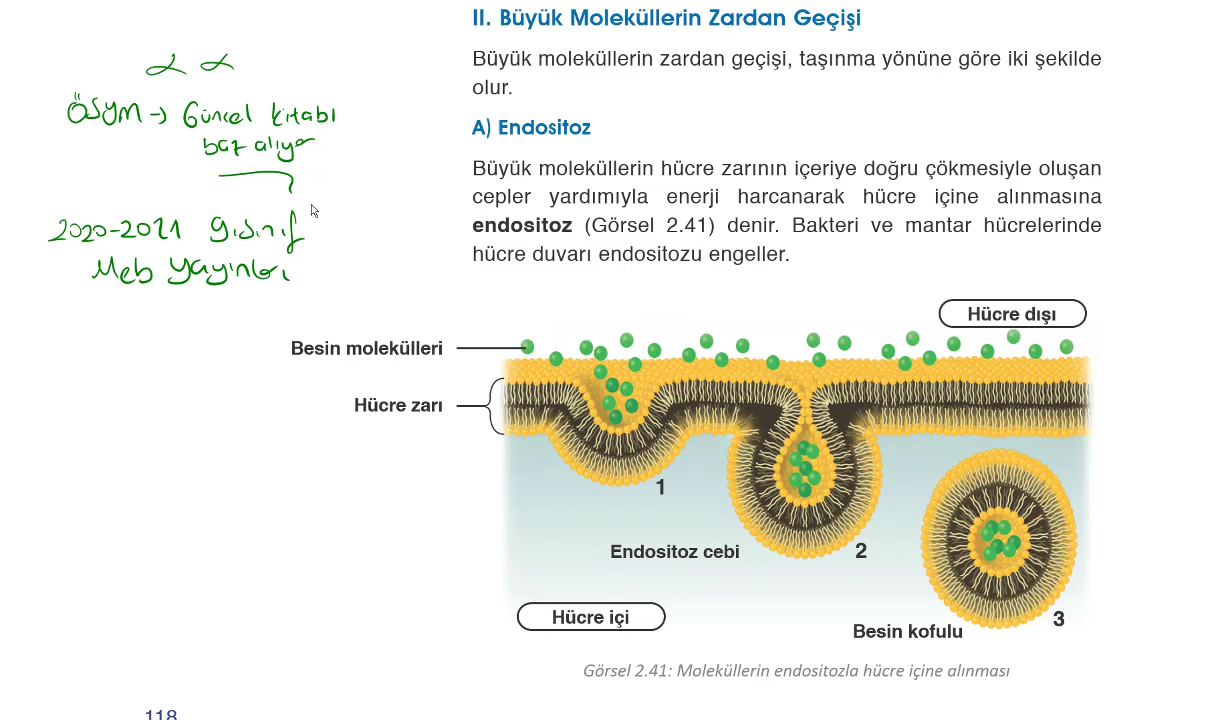 II. Büyük Moleküllerin Zardan Geçişi
Büyük moleküllerin zardan geçişi, taşınma yönüne göre iki şekilde
olur.
A) Endositoz
Büyük moleküllerin hücre zarının içeriye doğru çökmesiyle oluşan
cepler yardımıyla enerji harcanarak hücre içine alınmasına
endositoz (Görsel 2.41) denir. Bakteri ve mantar hücrelerinde
hücre duvarı endositozu engeller.
ÖSYM → Güncel kitabı
baz alıyor
2020-2021 9.sınıf
Meb yayınları
Hücre dışı
Besin molekülleri
Hücre zarı
1
Endositoz cebi
2
Hücre içi
3
Besin kofulu
Görsel 2.41: Moleküllerin endositozla hücre içine alınması
118